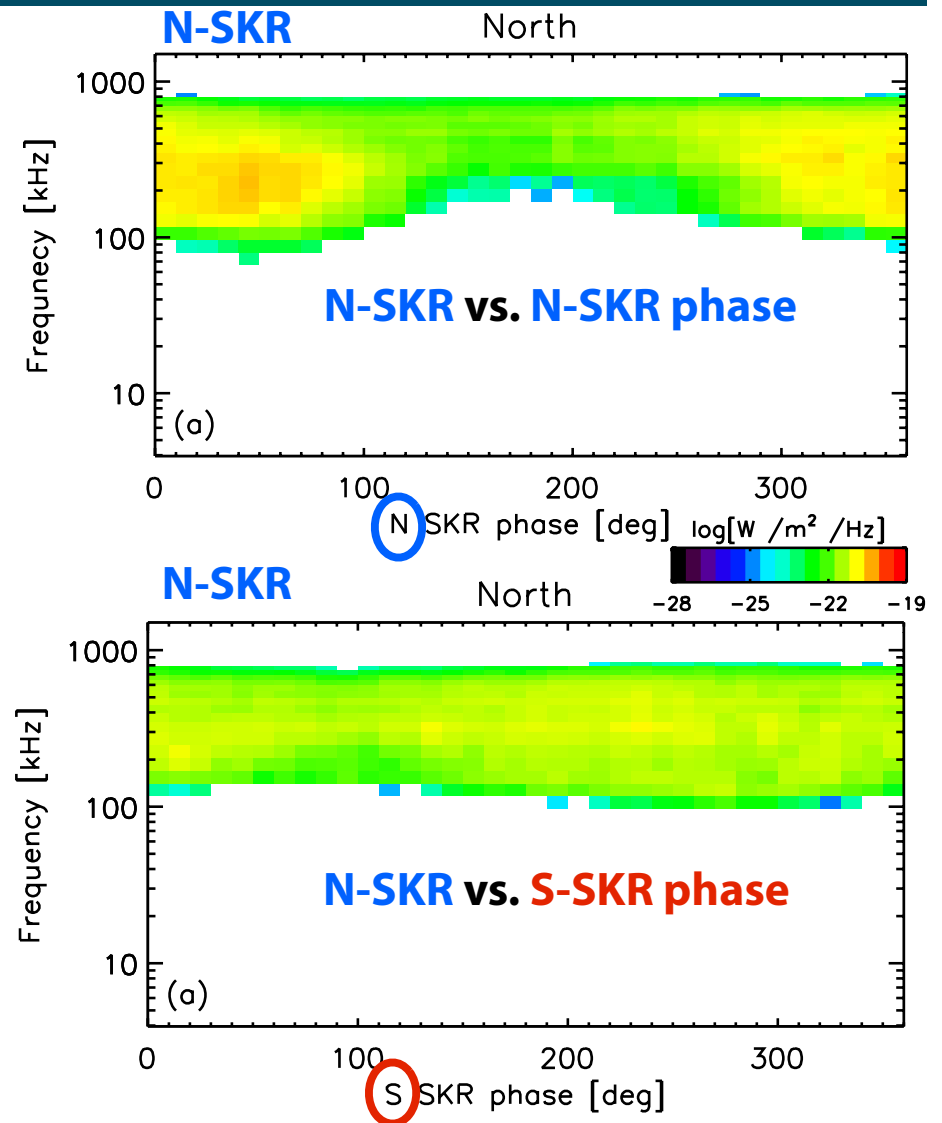 N-SKR
North
1000
100
10
Frequnecy [kHz]
N-SKR vs. N-SKR phase
(a)
0 100 200 300
N SKR phase [deg]
log[W /m² /Hz]
-28 -25 -22 -19
N-SKR
North
1000
100
10
Frequency [kHz]
N-SKR vs. S-SKR phase
(a)
0 100 200 300
S SKR phase [deg]